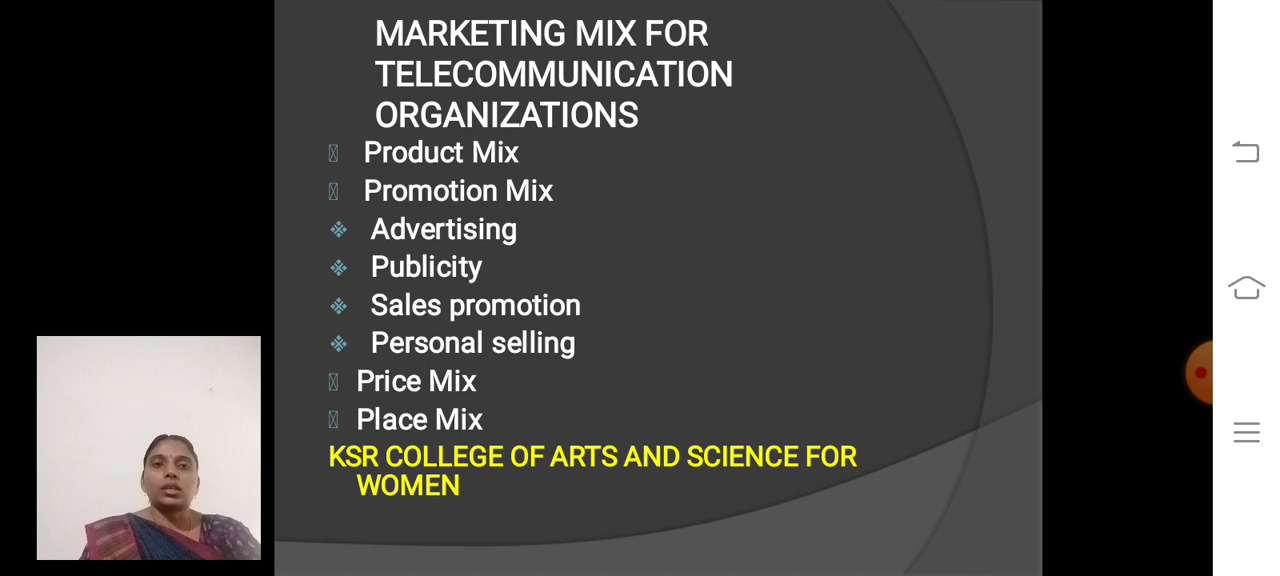 MARKETING MIX FOR
TELECOMMUNICATION
ORGANIZATIONS
Product Mix
Promotion Mix
Advertising
Publicity
Sales promotion
Personal selling
Price Mix
Place Mix
KSR COLLEGE OF ARTS AND SCIENCE FOR
WOMEN